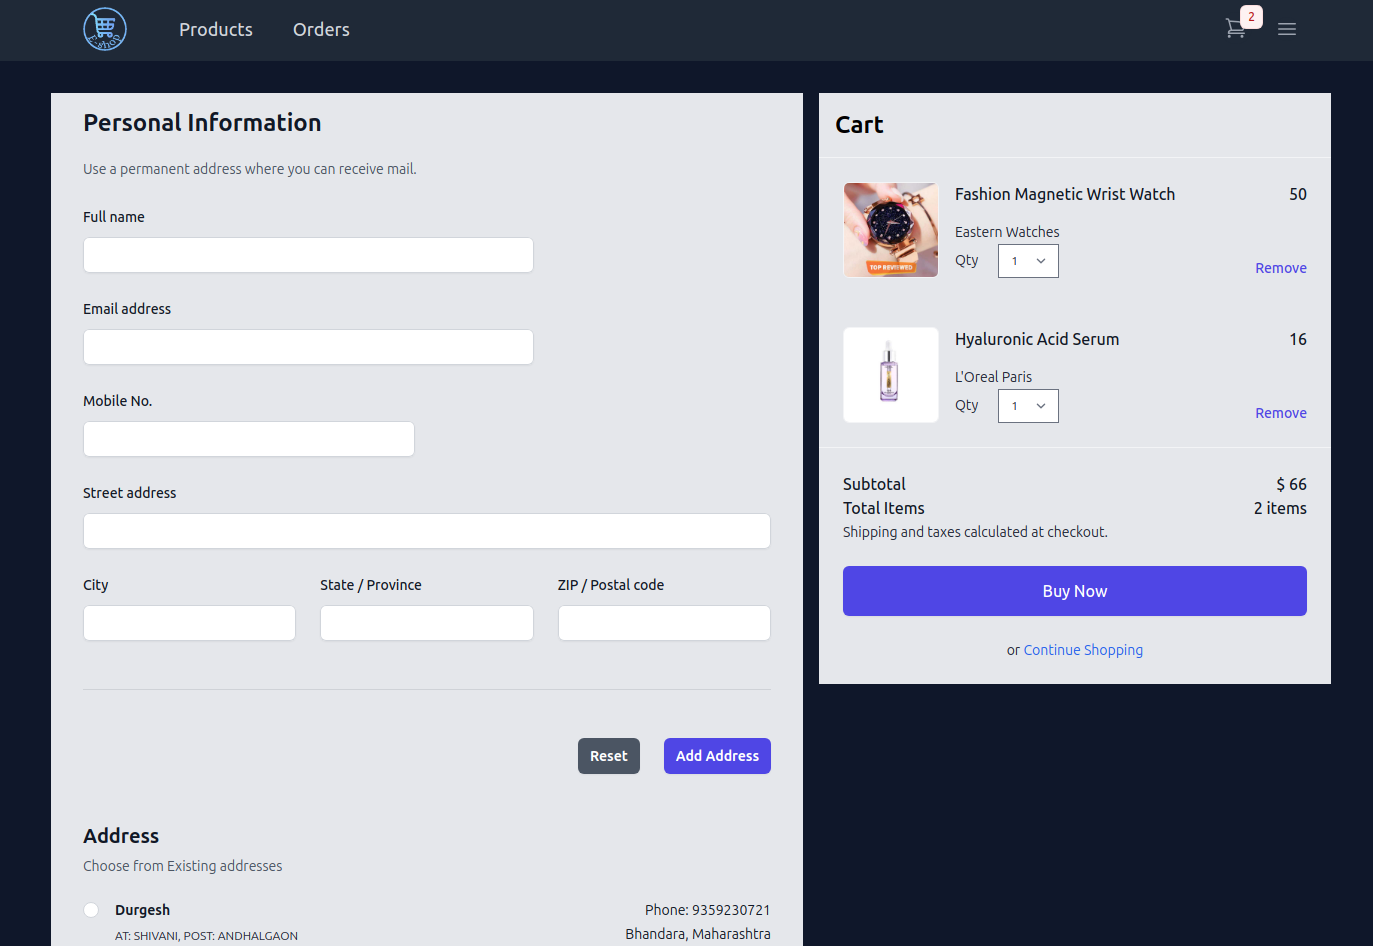 E-shop
Products
Orders
2
Personal Information
Use a permanent address where you can receive mail.
Full name
Email address
Mobile No.
Street address
City
State / Province
ZIP / Postal code
Reset
Add Address
Address
Choose from Existing addresses
Durgesh
Phone: 9359230721
AT: SHIVANI, POST: ANDHALGAON
Bhandara, Maharashtra
Cart
Fashion Magnetic Wrist Watch
50
Eastern Watches
Qty
1
Remove
TOP REVIEWED
Hyaluronic Acid Serum
16
L'Oreal Paris
Qty
1
Remove
Subtotal
$ 66
Total Items
2 items
Shipping and taxes calculated at checkout.
Buy Now
or Continue Shopping